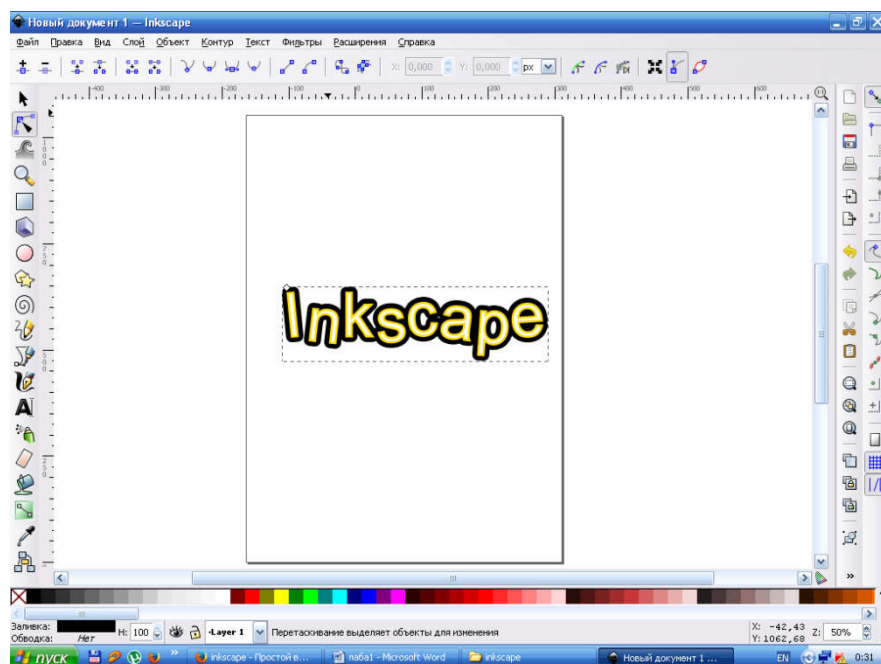 Новый документ 1 — Inkscape
Файл Правка Вид Слой Объект Контур Текст Фильтры Расширения Справка
X: 0,000 Y: 0,000 px
Inkscape
Заливка:
Обводка: Нет
Н: 100
-Layer 1
Перетаскивание выделяет объекты для изменения
X: -42,43
Y: 1062,68
Z: 50%
пуск
inkscape - Простой в...
лаба1 - Microsoft Word
inkscape
Новый документ 1 ...
EN
0:31